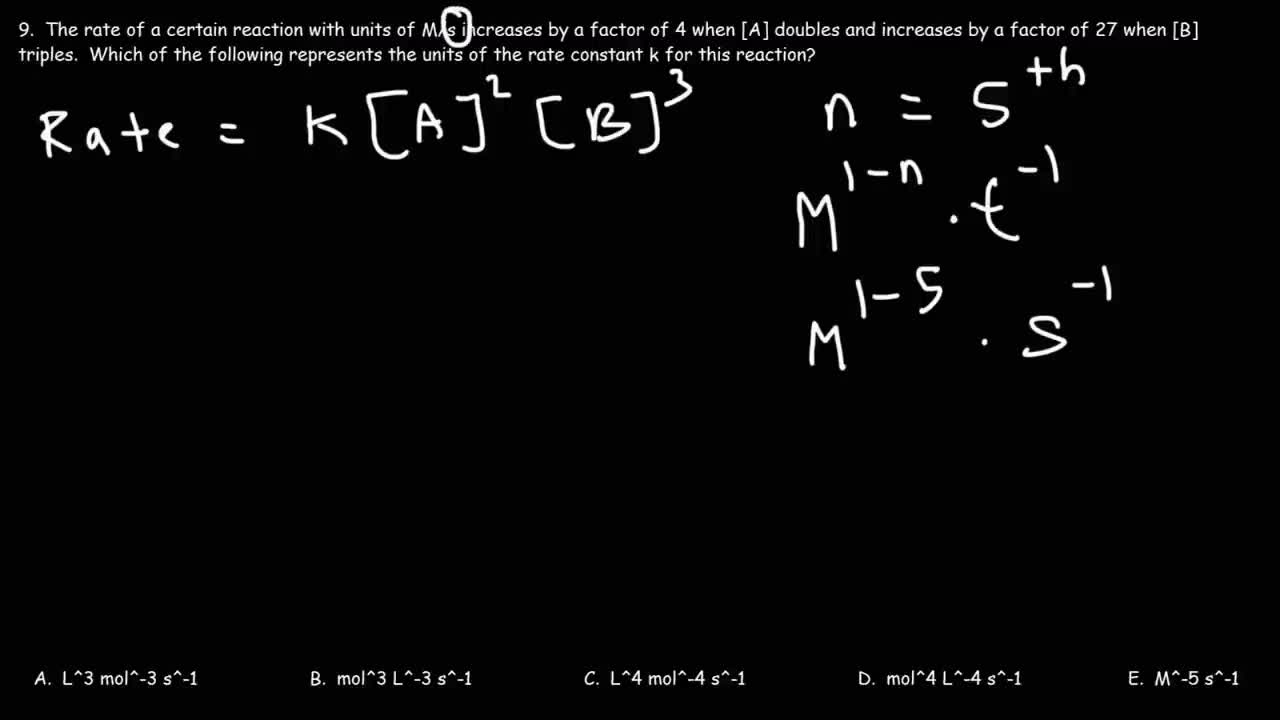 9. The rate of a certain reaction with units of M/s increases by a factor of 4 when [A] doubles and increases by a factor of 27 when [B]
triples. Which of the following represents the units of the rate constant k for this reaction?
Rate = K[A]^2 [B]^3
n = 5^th
M^1-n . t^-1
M^1-5 . s^-1
A. L^3 mol^-3 s^-1 B. mol^3 L^-3 s^-1 C. L^4 mol^-4 s^-1 D. mol^4 L^-4 s^-1 E. M^-5 s^-1